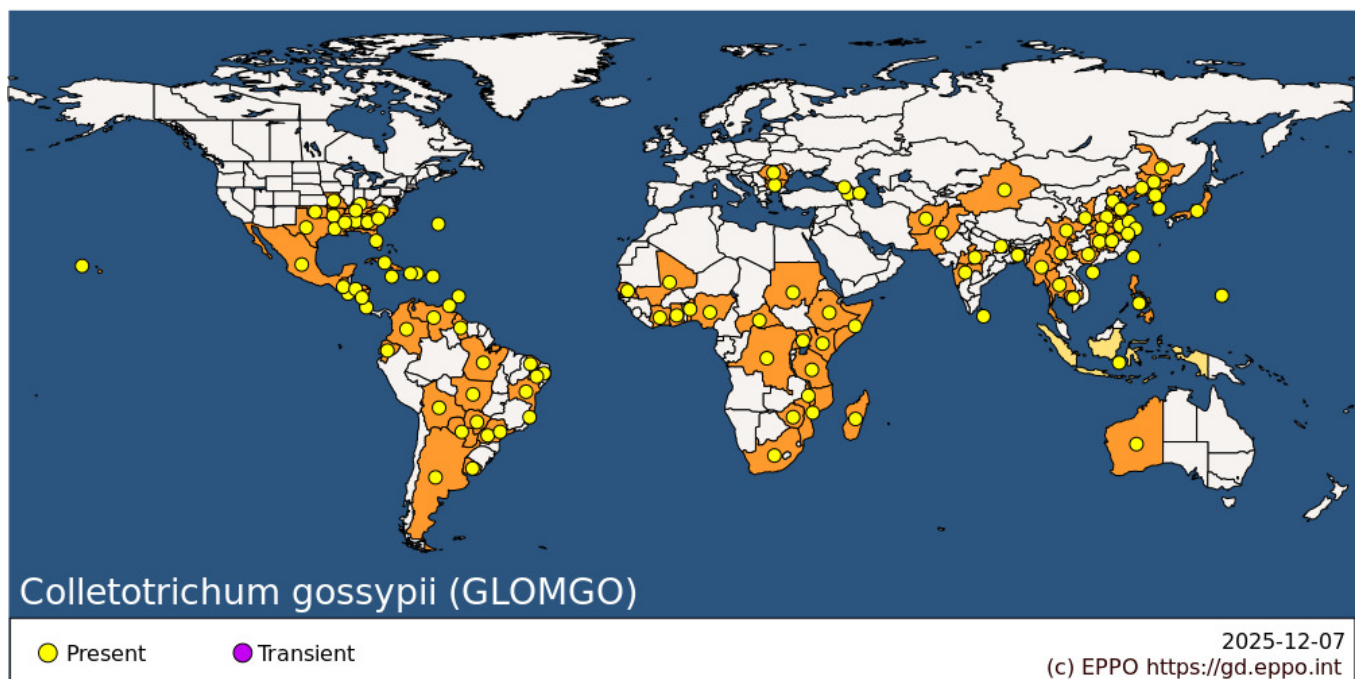 Colletotrichum gossypii (GLOMGO)
Present
Transient
2025-12-07
(c) EPPO https://gd.eppo.int